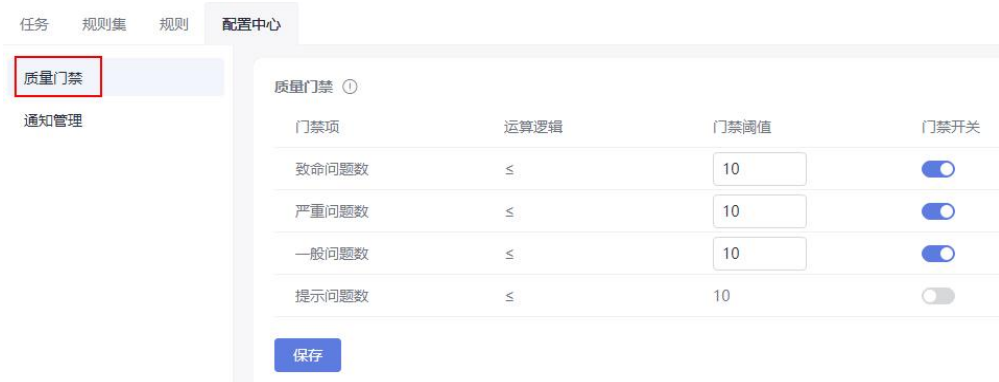 任务 规则集 规则 配置中心
质量门禁
通知管理
质量门禁
门禁项 运算逻辑 门禁阈值 门禁开关
致命问题数 ≤ 10
严重问题数 ≤ 10
一般问题数 ≤ 10
提示问题数 ≤ 10
保存